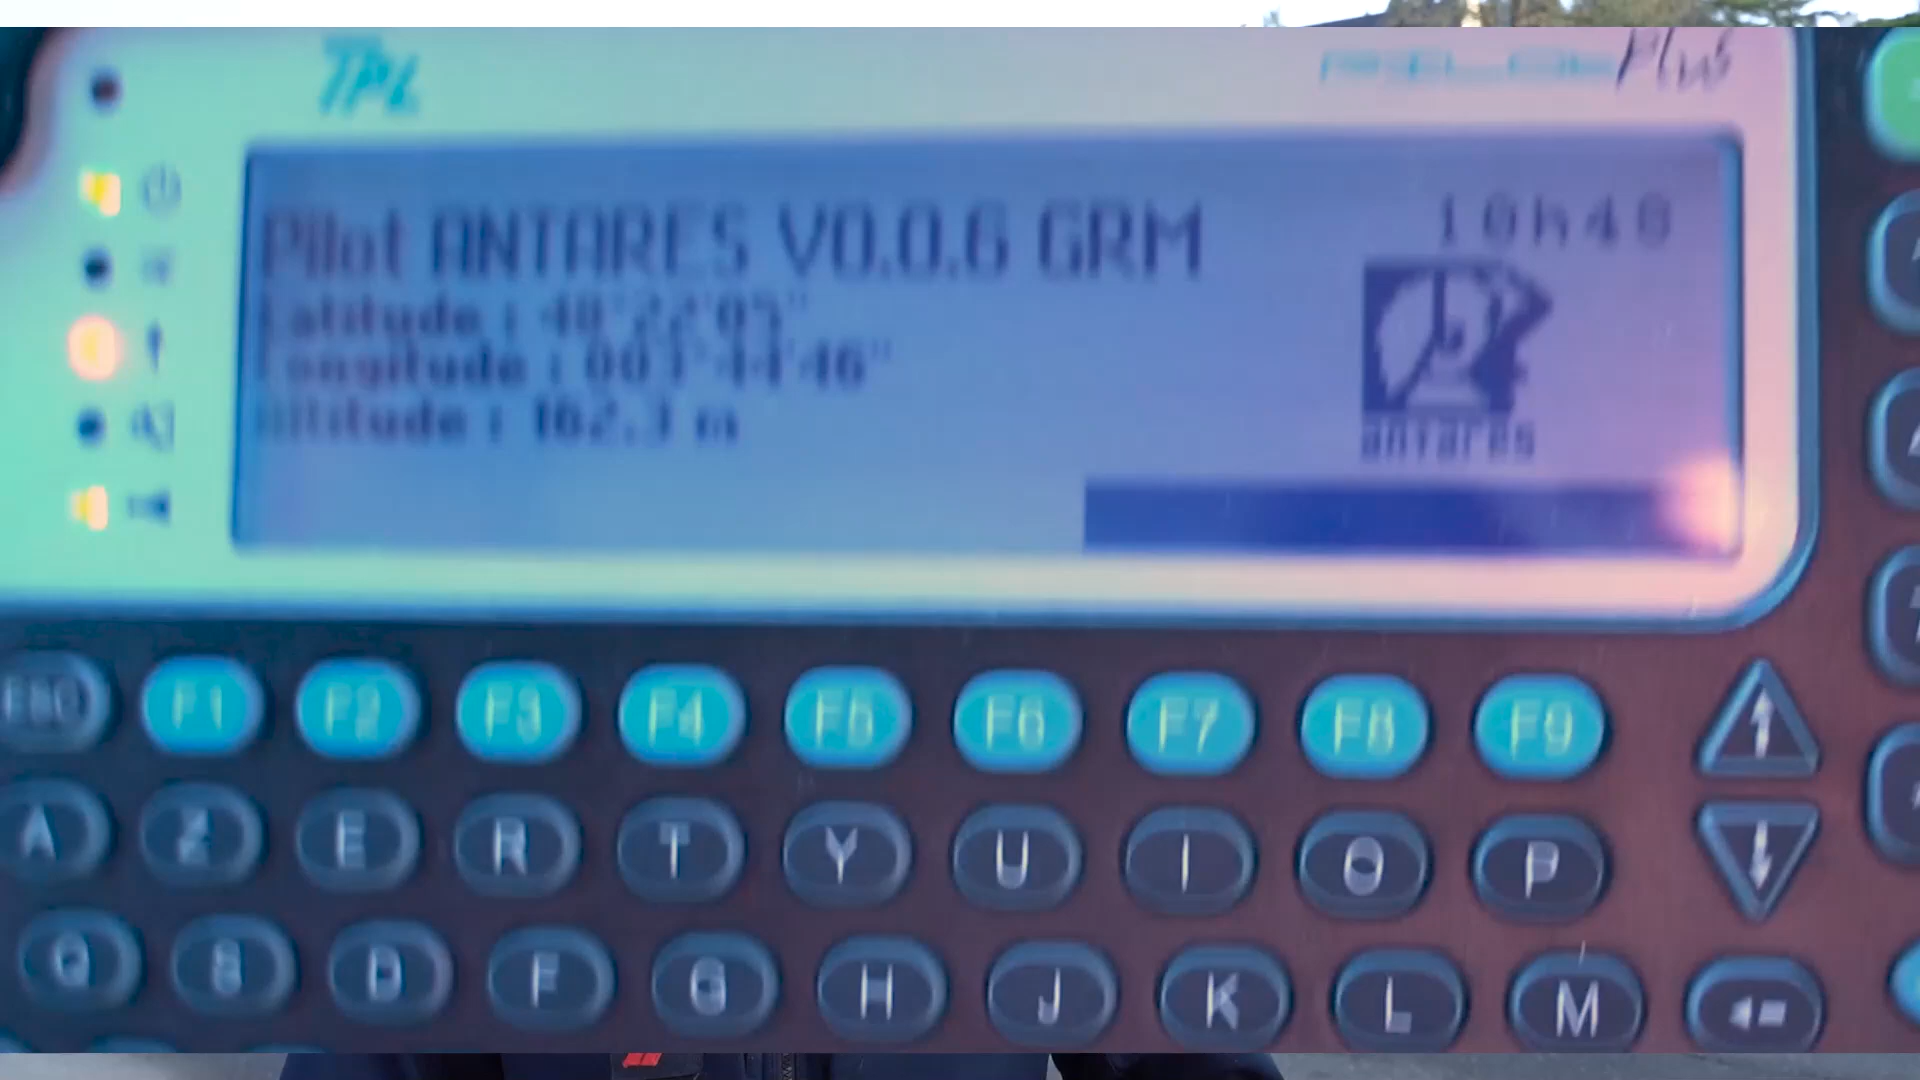 TPL
Plus
Pilot ANTARES V0.0.6 GRM
10h40
Latitude :
Longitude :
Altitude : 162.3 m
antares
ESC F1 F2 F3 F4 F5 F6 F7 F8 F9
A Z E R T Y U I O P
Q S D F G H J K L M